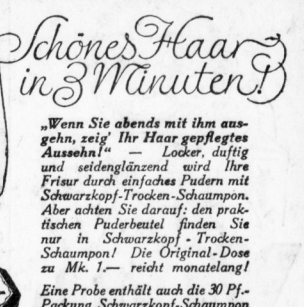 Schönes Haar
in 3 Minuten!
„Wenn Sie abends mit ihm aus-
gehn, zeig' Ihr Haar gepflegtes
Aussehn!“ — Locker, duftig
und seidenglänzend wird Ihre
Frisur durch einfaches Pudern mit
Schwarzkopf-Trocken-Schaumpon.
Aber achten Sie darauf: den prak-
tischen Puderbeutel finden Sie
nur in Schwarzkopf - Trocken-
Schaumpon! Die Original-Dose
zu Mk. 1.— reicht monatelang!
Eine Probe enthält auch die 30 Pf.-
Packung Schwarzkopf-Schaumpon